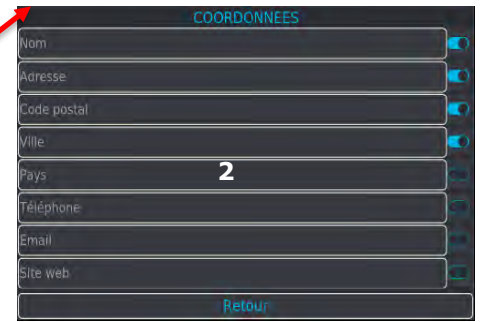 COORDONNEES
Nom
Adresse
Code postal
Ville
Pays
2
Téléphone
Email
Site web
Retour